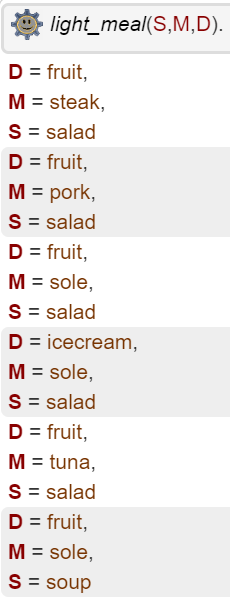 light_meal(S,M,D).
D = fruit,
M = steak,
S = salad
D = fruit,
M = pork,
S = salad
D = fruit,
M = sole,
S = salad
D = icecream,
M = sole,
S = salad
D = fruit,
M = tuna,
S = salad
D = fruit,
M = sole,
S = soup